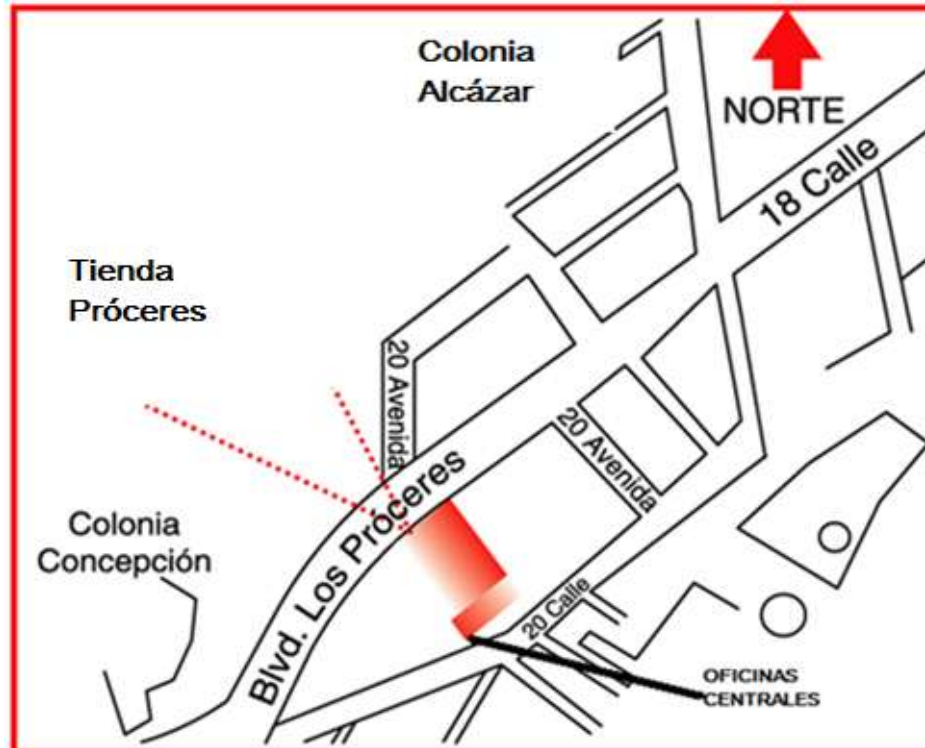 Colonia
Alcázar
NORTE
18 Calle
Tienda
Próceres
20 Avenida
20 Avenida
Blvd. Los Próceres
Colonia
Concepción
20 Calle
OFICINAS
CENTRALES